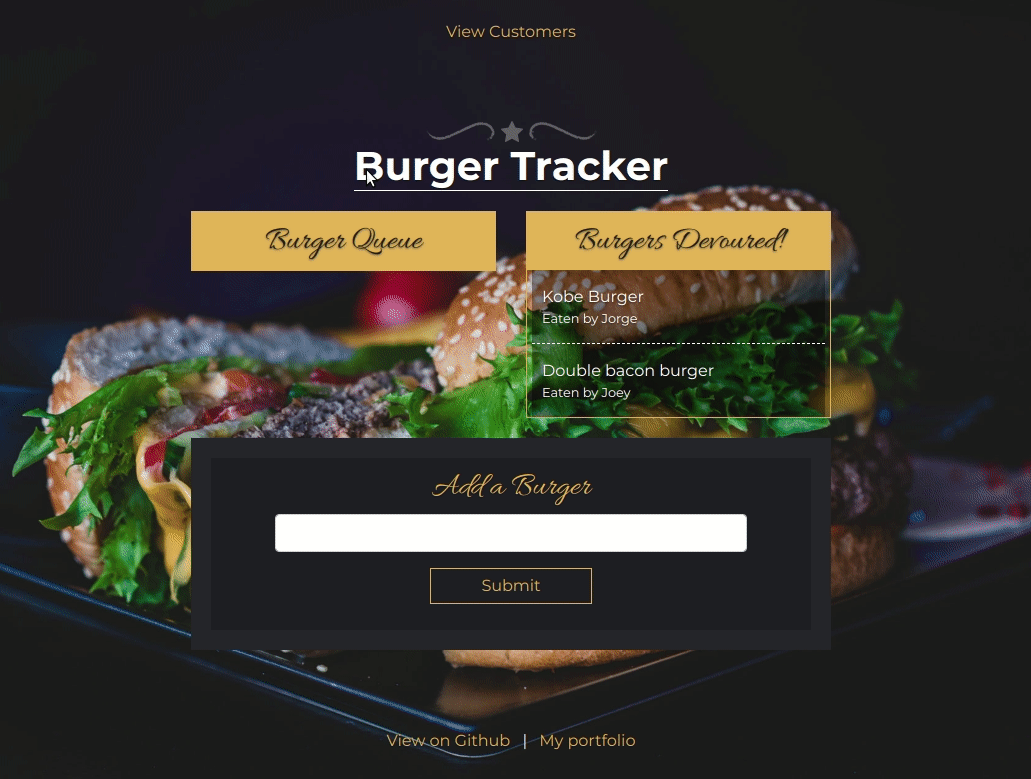 View Customers
Burger Tracker
Burger Queue
Burgers Devoured!
Kobe Burger
Eaten by Jorge
Double bacon burger
Eaten by Joey
Add a Burger
Submit
View on Github | My portfolio